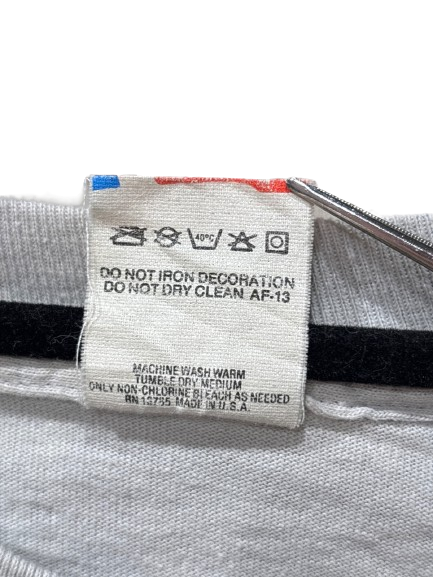 40°C
DO NOT IRON DECORATION
DO NOT DRY CLEAN AF-13
MACHINE WASH WARM
TUMBLE DRY MEDIUM
ONLY NON-CHLORINE BLEACH AS NEEDED
RN 13765 MADE IN U.S.A.